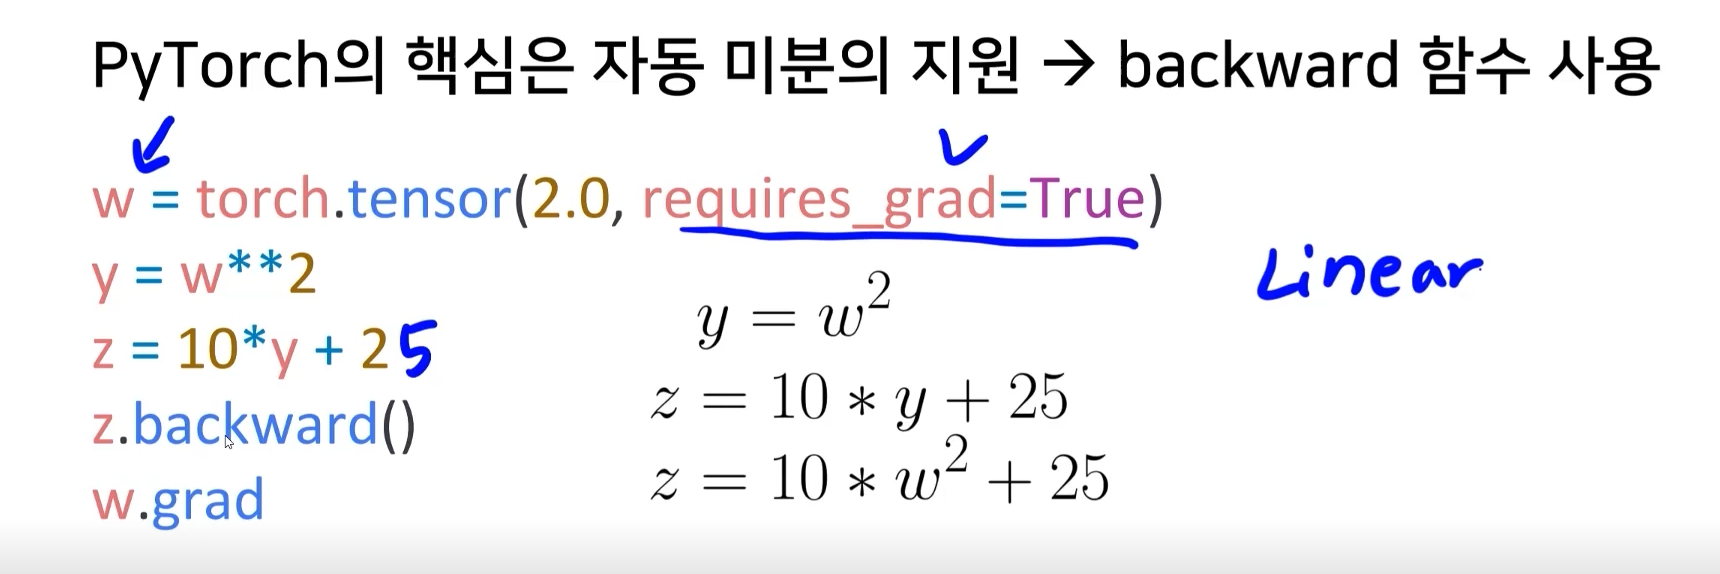 PyTorch의 핵심은 자동 미분의 지원 → backward 함수 사용
w = torch.tensor(2.0, requires_grad=True)
y = w**2
z = 10*y + 25
z.backward()
w.grad
y = w²
z = 10 * y + 25
z = 10 * w² + 25
Linear